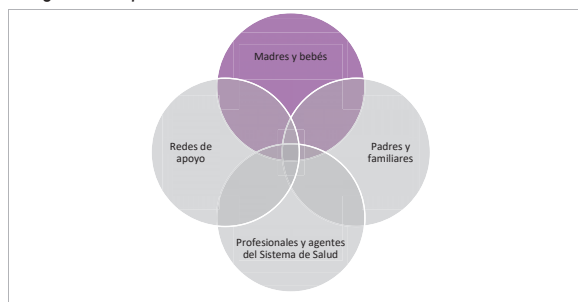 Madres y bebés
Redes de
apoyo
Padres y
familiares
Profesionales y agentes
del Sistema de Salud